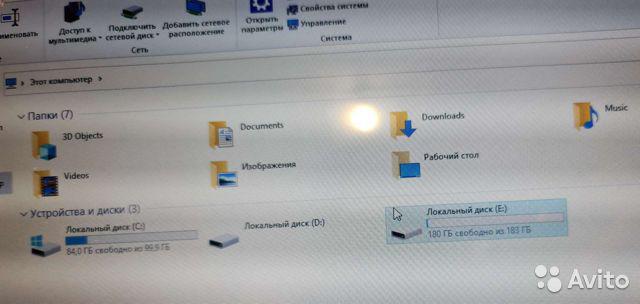 именовать
Доступ к
мультимедиа
Подключить
сетевой диск
Добавить сетевое
расположение
Сеть
Открыть
параметры
Свойства системы
Управление
Система
Этот компьютер
Папки (7)
3D Objects
Documents
Downloads
Music
Videos
Изображения
Рабочий стол
Устройства и диски (3)
Локальный диск (C:)
84,0 ГБ свободно из 99,9 ГБ
Локальный диск (D:)
Локальный диск (E:)
180 ГБ свободно из 183 ГБ
Avito